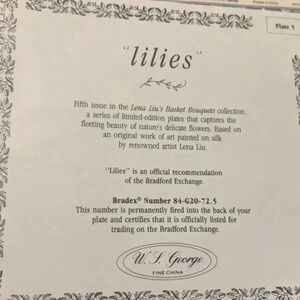 Plate 5
"lilies"
Fifth issue in the Lena Liu's Basket Bouquets collection,
a series of limited-edition plates that captures the
fleeting beauty of nature's delicate flowers. Based on
an original work of art painted on silk
by renowned artist Lena Liu.
"Lilies" is an official recommendation
of the Bradford Exchange.
Bradex® Number 84-G20-72.5
This number is permanently fired into the back of your
plate and certifies that it is officially listed for
trading on the Bradford Exchange.
W. S. George
FINE CHINA